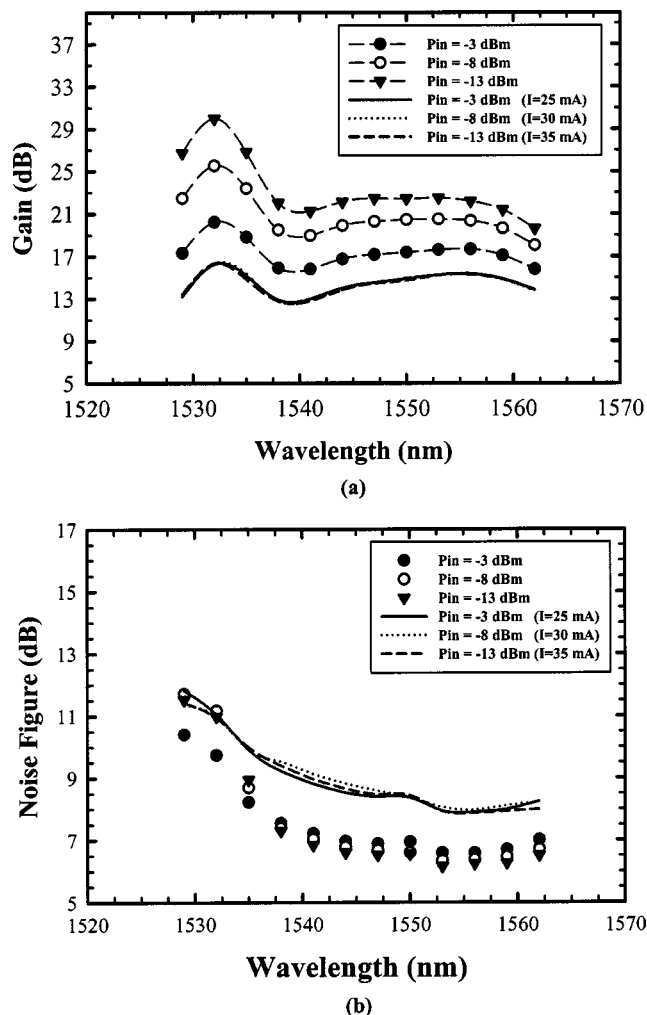 37
33
29
25
21
17
13
9
5
Gain (dB)
Pin = -3 dBm
Pin = -8 dBm
Pin = -13 dBm
Pin = -3 dBm (I=25 mA)
Pin = -8 dBm (I=30 mA)
Pin = -13 dBm (I=35 mA)
1520 1530 1540 1550 1560 1570
Wavelength (nm)
(a)
17
15
13
11
9
7
5
Noise Figure (dB)
Pin = -3 dBm
Pin = -8 dBm
Pin = -13 dBm
Pin = -3 dBm (I=25 mA)
Pin = -8 dBm (I=30 mA)
Pin = -13 dBm (I=35 mA)
1520 1530 1540 1550 1560 1570
Wavelength (nm)
(b)